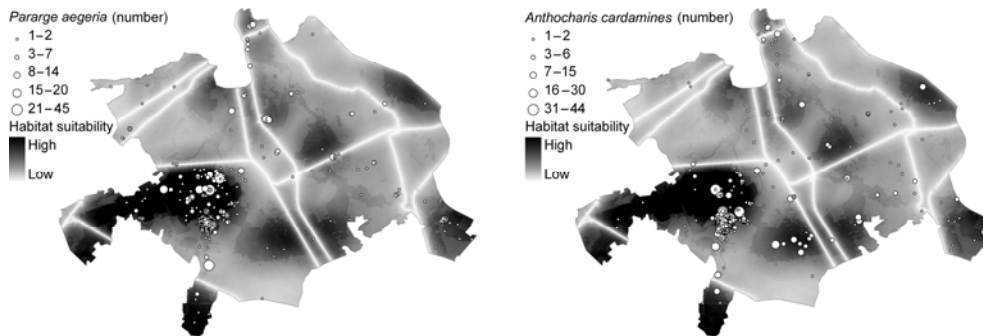 Pararge aegeria (number)
1–2
3–7
8–14
15–20
21–45
Habitat suitability
High
Low
Anthocharis cardamines (number)
1–2
3–6
7–15
16–30
31–44
Habitat suitability
High
Low